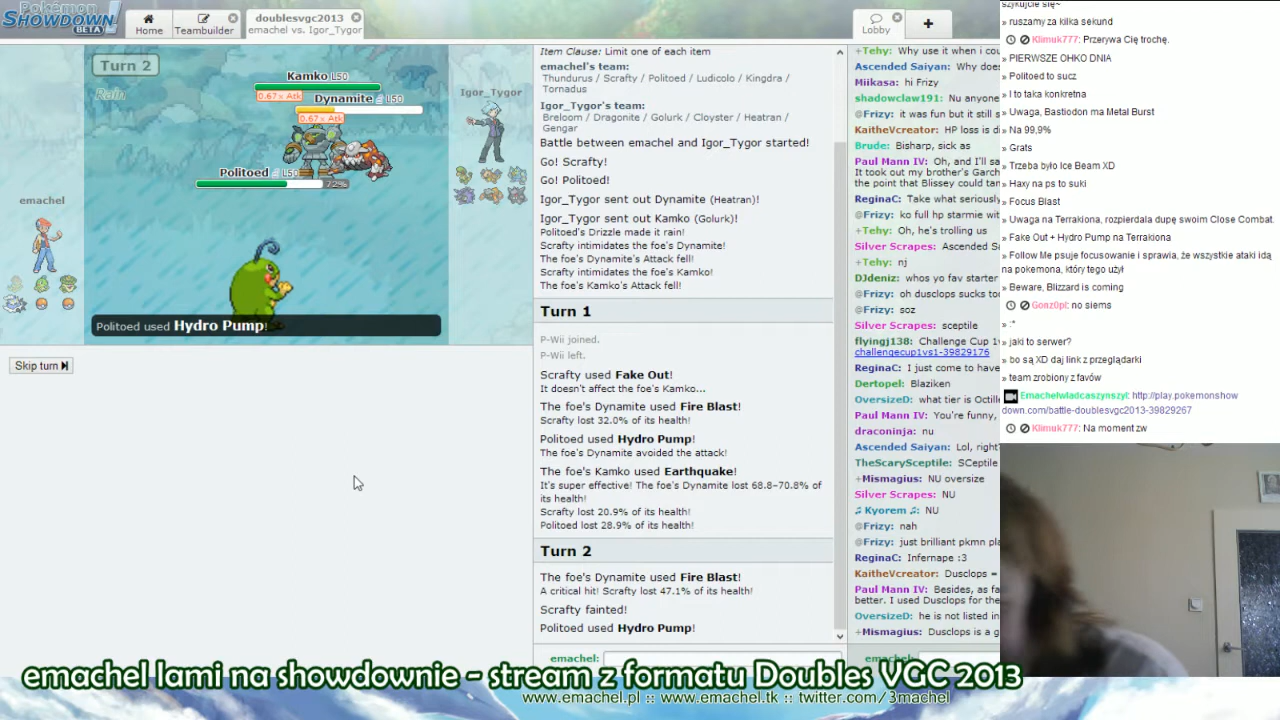 Pokémon
SHOWDOWN!
BETA
Home
Teambuilder
doublesvgc2013
emachel vs. Igor_Tygor
Lobby
Turn 2
Rain
Kamko L50
0.67x Atk
Dynamite L50
0.67x Atk
Politoed L50
72%
emachel
Igor_Tygor
Politoed used Hydro Pump!
Skip turn
Item Clause: Limit one of each item
emachel's team:
Thundurus / Scrafty / Politoed / Ludicolo / Kingdra /
Tornadus
Igor_Tygor's team:
Breloom / Dragonite / Golurk / Cloyster / Heatran /
Gengar
Battle between emachel and Igor_Tygor started!
Go! Scrafty!
Go! Politoed!
Igor_Tygor sent out Dynamite (Heatran)!
Igor_Tygor sent out Kamko (Golurk)!
Politoed's Drizzle made it rain!
Scrafty intimidates the foe's Dynamite!
The foe's Dynamite's Attack fell!
Scrafty intimidates the foe's Kamko!
The foe's Kamko's Attack fell!
Turn 1
P-Wii joined.
P-Wii left.
Scrafty used Fake Out!
It doesn't affect the foe's Kamko...
The foe's Dynamite used Fire Blast!
Scrafty lost 32.0% of its health!
Politoed used Hydro Pump!
The foe's Dynamite avoided the attack!
The foe's Kamko used Earthquake!
It's super effective! The foe's Dynamite lost 68.8–70.8% of
its health!
Scrafty lost 20.9% of its health!
Politoed lost 28.9% of its health!
Turn 2
The foe's Dynamite used Fire Blast!
A critical hit! Scrafty lost 47.1% of its health!
Scrafty fainted!
Politoed used Hydro Pump!
emachel:
+Tehy: Why use it when i cou
Ascended Saiyan: Why does
Miikasa: hi Frizy
shadowclaw191: Nu anyone
@Frizy: it was fun but it still s
KaitheVcreator: HP loss is d
Brude: Bisharp, sick as
Paul Mann IV: Oh, and I'll sa
It took out my brother's Garch
the point that Blissey could tan
ReginaC: Take what seriously
@Frizy: ko full hp starmie wit
+Tehy: Oh, he's trolling us
Silver Scrapes: Ascended Sa
+Tehy: nj
DJdeniz: whos yo fav starter
@Frizy: oh dusclops sucks too
@Frizy: soz
Silver Scrapes: sceptile
flyingj138: Challenge Cup 1v
challengecup1vs1-39829176
ReginaC: I just come to have
Dertopel: Blaziken
OversizeD: what tier is Octille
Paul Mann IV: You're funny,
draconinja: nu
Ascended Saiyan: Lol, right?
TheScarySceptile: SCeptile
+Mismagius: NU oversize
Silver Scrapes: NU
♫ Kyorem ♫: NU
@Frizy: nah
@Frizy: just brilliant pkmn pla
ReginaC: Infernape :3
KaitheVcreator: Dusclops =
Paul Mann IV: Besides, as fa
better. I used Dusclops for the
OversizeD: he is not listed in
+Mismagius: Dusclops is a g
emachel:
szykujcie się~
» ruszamy za kilka sekund
Klimuk777: Przerywa Cię trochę.
» PIERWSZE OHKO DNIA
» Politoed to sucz
» I to taka konkretna
» Uwaga, Bastiodon ma Metal Burst
» Na 99,9%
» Grats
» Trzeba było Ice Beam XD
» Haxy na ps to suki
» Focus Blast
» Uwaga na Terrakiona, rozpierdala dupę swoim Close Combat.
» Fake Out + Hydro Pump na Terrakiona
» Follow Me psuje focusowanie i sprawia, że wszystkie ataki idą
na pokemona, który tego użył
» Beware, Blizzard is coming
Gonz0pl: no siems
» :*
» jaki to serwer?
» bo są XD daj link z przeglądarki
» team zrobiony z favów
Emachelwladcaszynszyl: http://play.pokemonshow
down.com/battle-doublesvgc2013-39829267
Klimuk777: Na moment zw
emachel lami na showdownie - stream z formatu Doubles VGC 2013
www.emachel.pl :: www.emachel.tk :: twitter.com/3machel